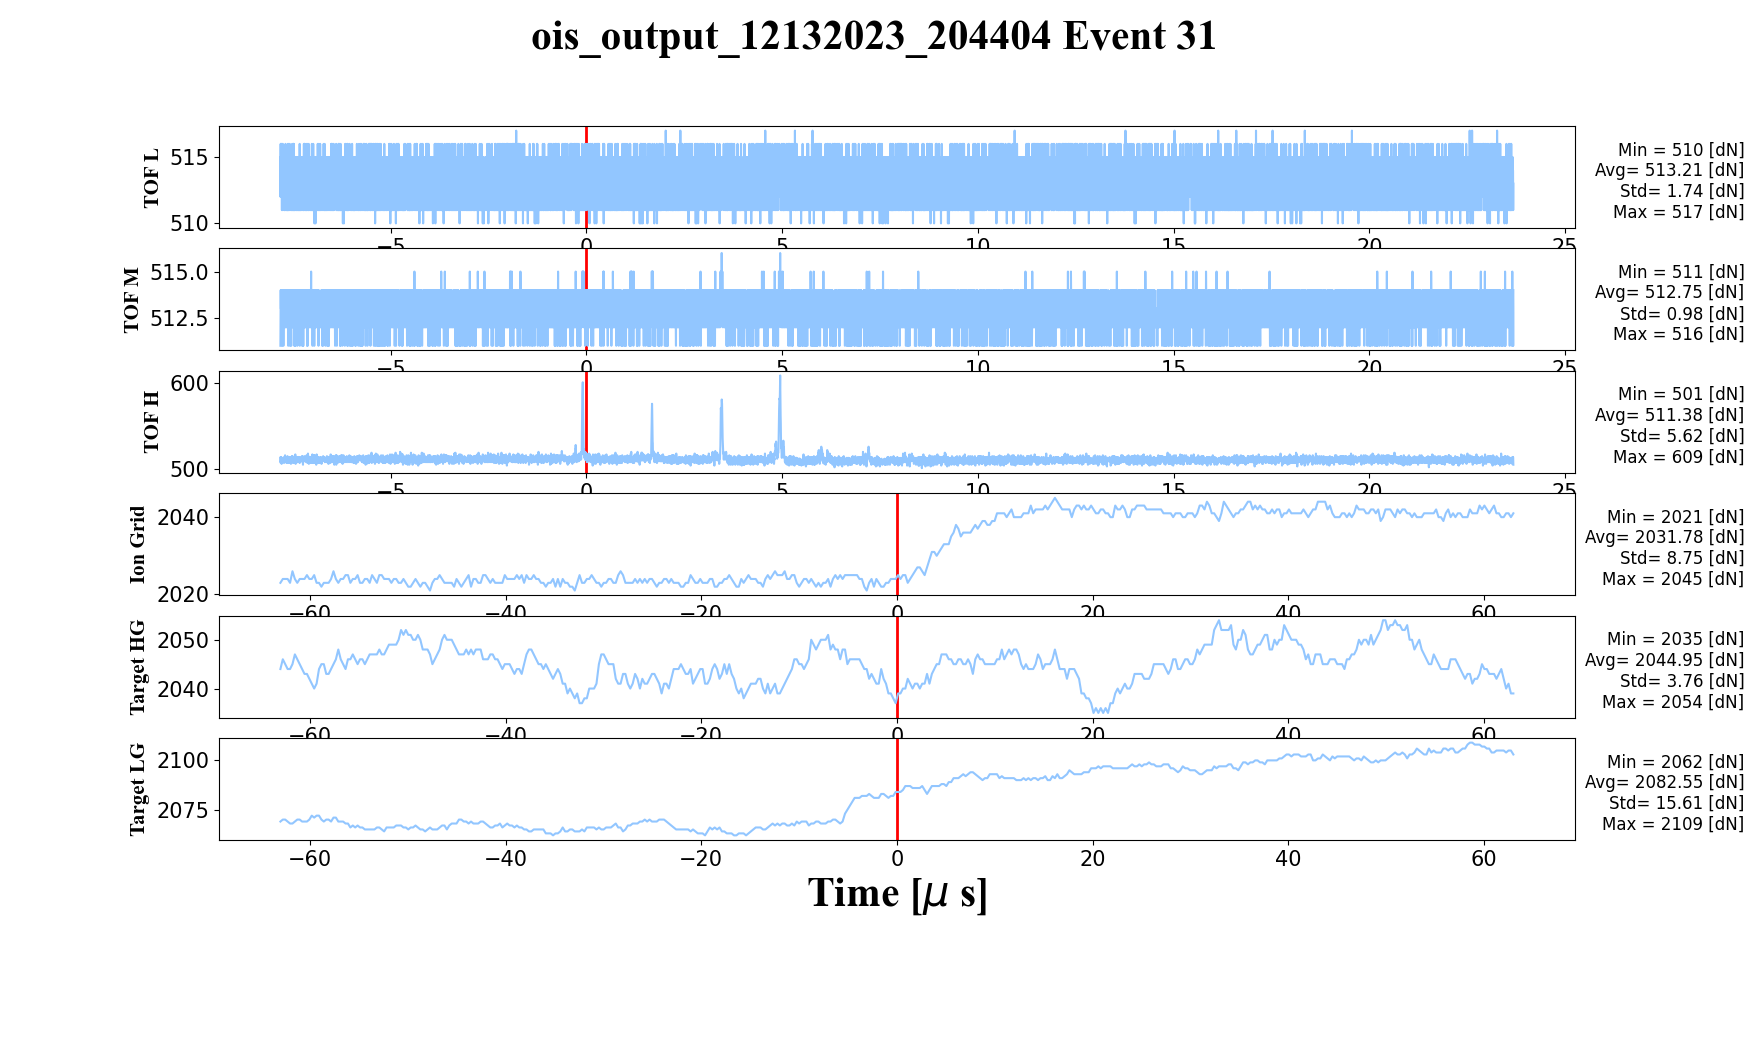 ois_output_12132023_204404 Event 31
TOF L
515
510
−5
0
5
10
15
20
25
Min = 510 [dN]
Avg= 513.21 [dN]
Std= 1.74 [dN]
Max = 517 [dN]
TOF M
515.0
512.5
−5
0
5
10
15
20
25
Min = 511 [dN]
Avg= 512.75 [dN]
Std= 0.98 [dN]
Max = 516 [dN]
TOF H
600
500
−5
0
5
10
15
20
25
Min = 501 [dN]
Avg= 511.38 [dN]
Std= 5.62 [dN]
Max = 609 [dN]
Ion Grid
2040
2020
−60
−40
−20
0
20
40
60
Min = 2021 [dN]
Avg= 2031.78 [dN]
Std= 8.75 [dN]
Max = 2045 [dN]
Target HG
2050
2040
−60
−40
−20
0
20
40
60
Min = 2035 [dN]
Avg= 2044.95 [dN]
Std= 3.76 [dN]
Max = 2054 [dN]
Target LG
2100
2075
−60
−40
−20
0
20
40
60
Min = 2062 [dN]
Avg= 2082.55 [dN]
Std= 15.61 [dN]
Max = 2109 [dN]
Time [μ s]